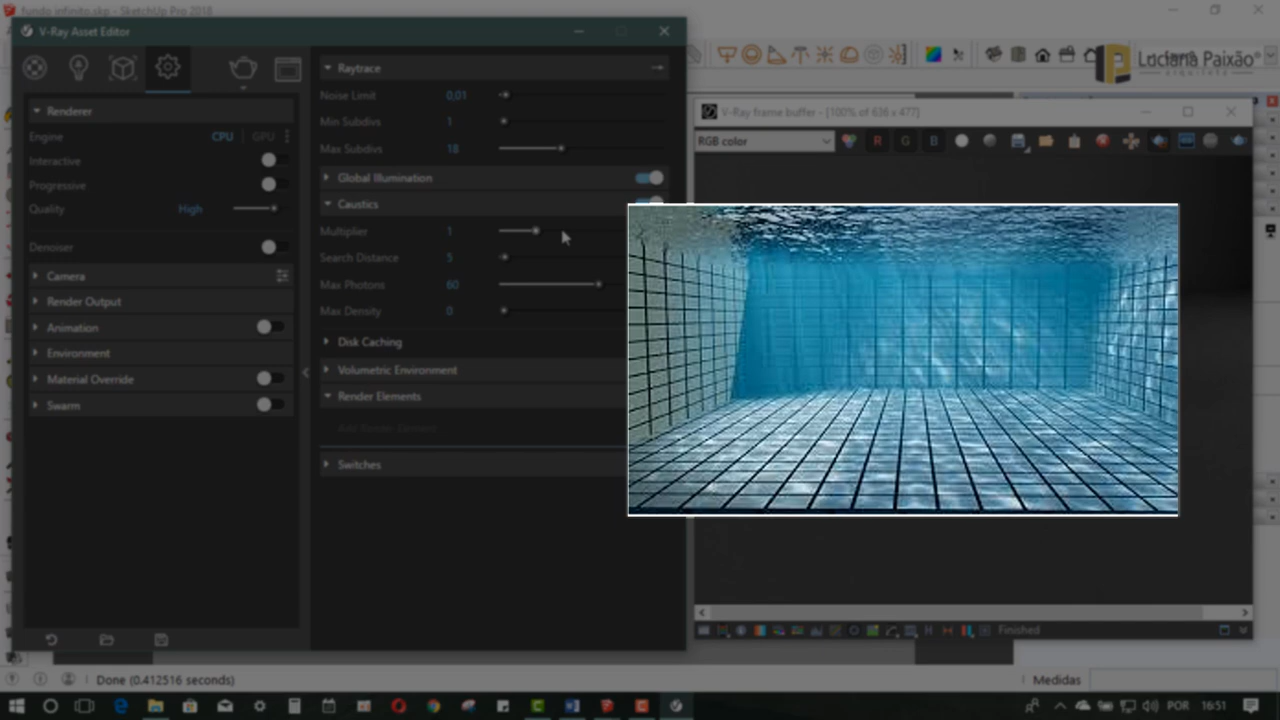 fundo infinito.skp - SketchUp Pro 2018
V-Ray Asset Editor
Renderer
Engine CPU | GPU
Interactive
Progressive
Quality High
Denoiser
Camera
Render Output
Animation
Environment
Material Override
Swarm
Raytrace
Noise Limit 0,01
Min Subdivs 1
Max Subdivs 18
Global Illumination
Caustics
Multiplier 1
Search Distance 5
Max Photons 60
Max Density 0
Disk Caching
Volumetric Environment
Render Elements
Add Render Element
Switches
Luciana Paixão®
arquiteta
V-Ray frame buffer - [100% of 636 x 477]
RGB color
R G B
Finished
Done (0.412516 seconds)
Medidas
POR 16:51